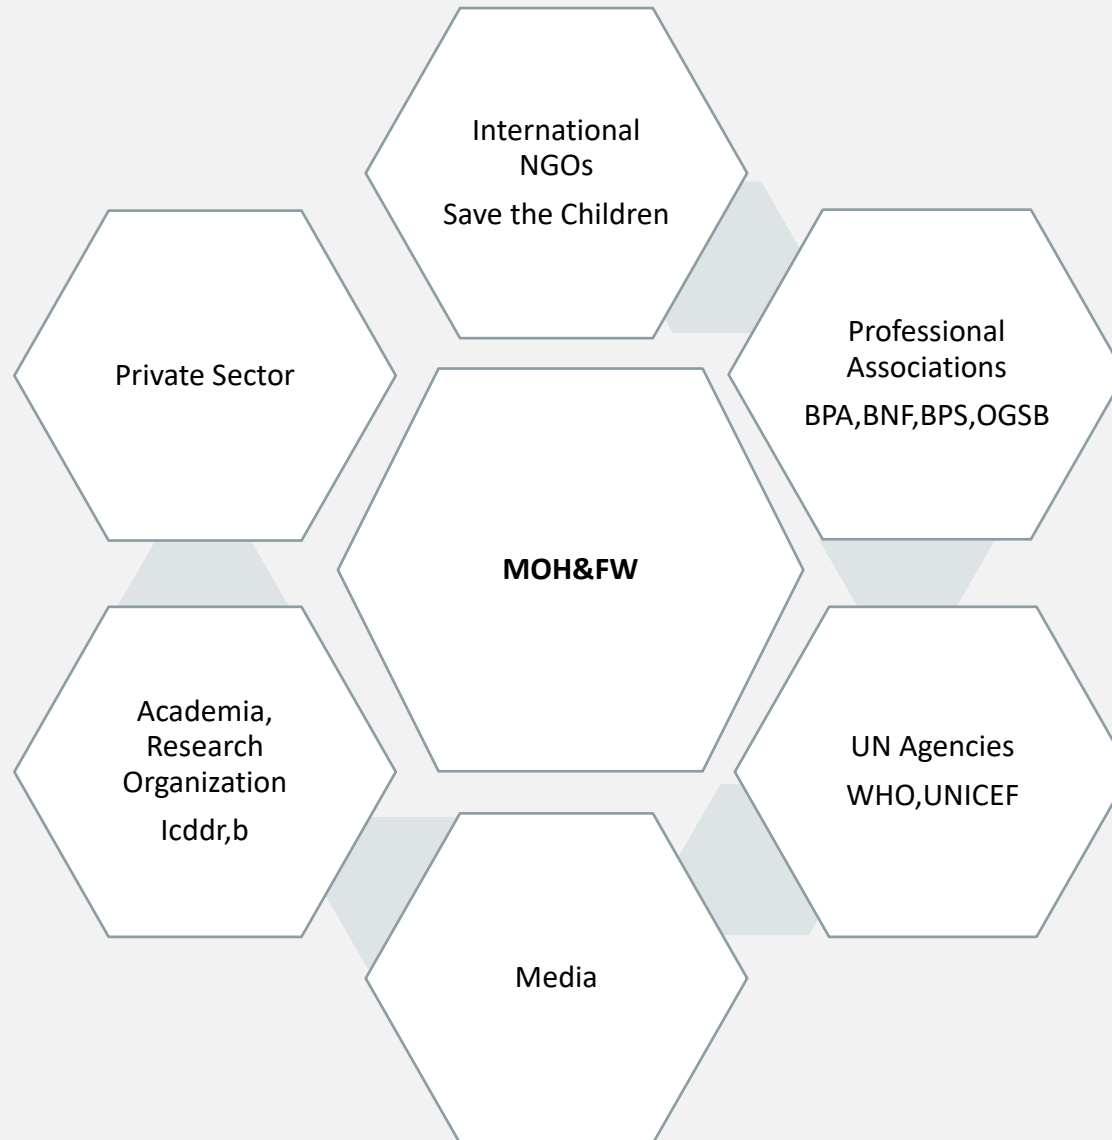 International
NGOs
Save the Children
Professional
Associations
BPA,BNF,BPS,OGSB
Private Sector
MOH&FW
Academia,
Research
Organization
Icddr,b
UN Agencies
WHO,UNICEF
Media